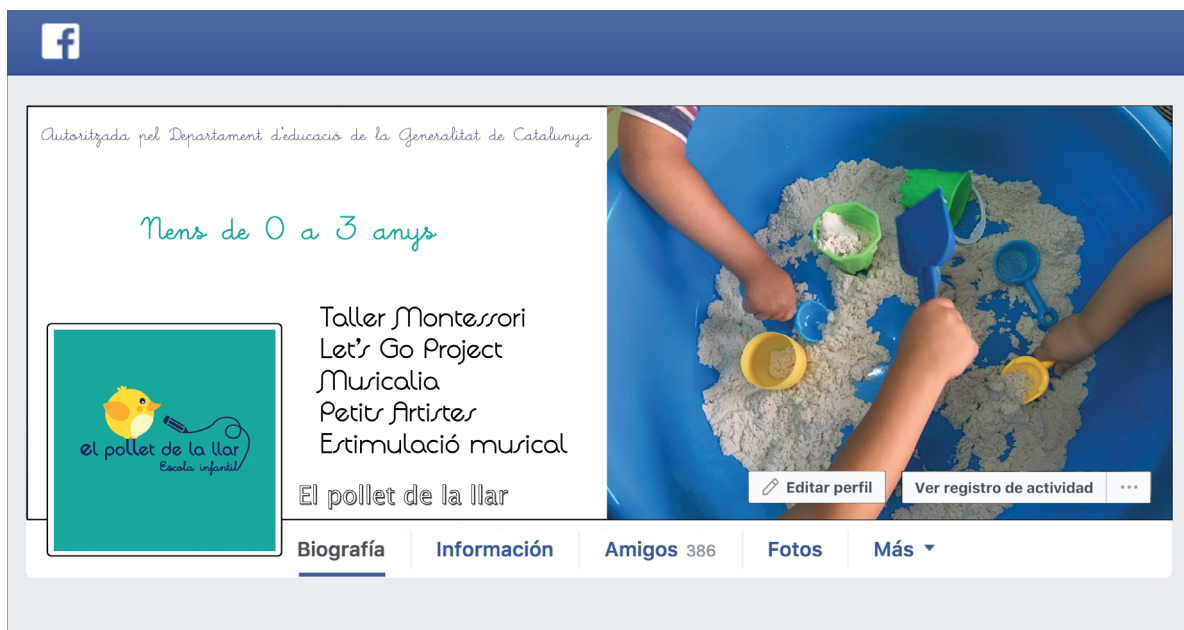 f
Autoritzada pel Departament d'educació de la Generalitat de Catalunya
Nens de 0 a 3 anys
Taller Montessori
Let's Go Project
Musicalia
Petits Artistes
Estimulació musical
el pollet de la llar
Escola infantil
El pollet de la llar
Editar perfil
Ver registro de actividad ···
Biografía Información Amigos 386 Fotos Más